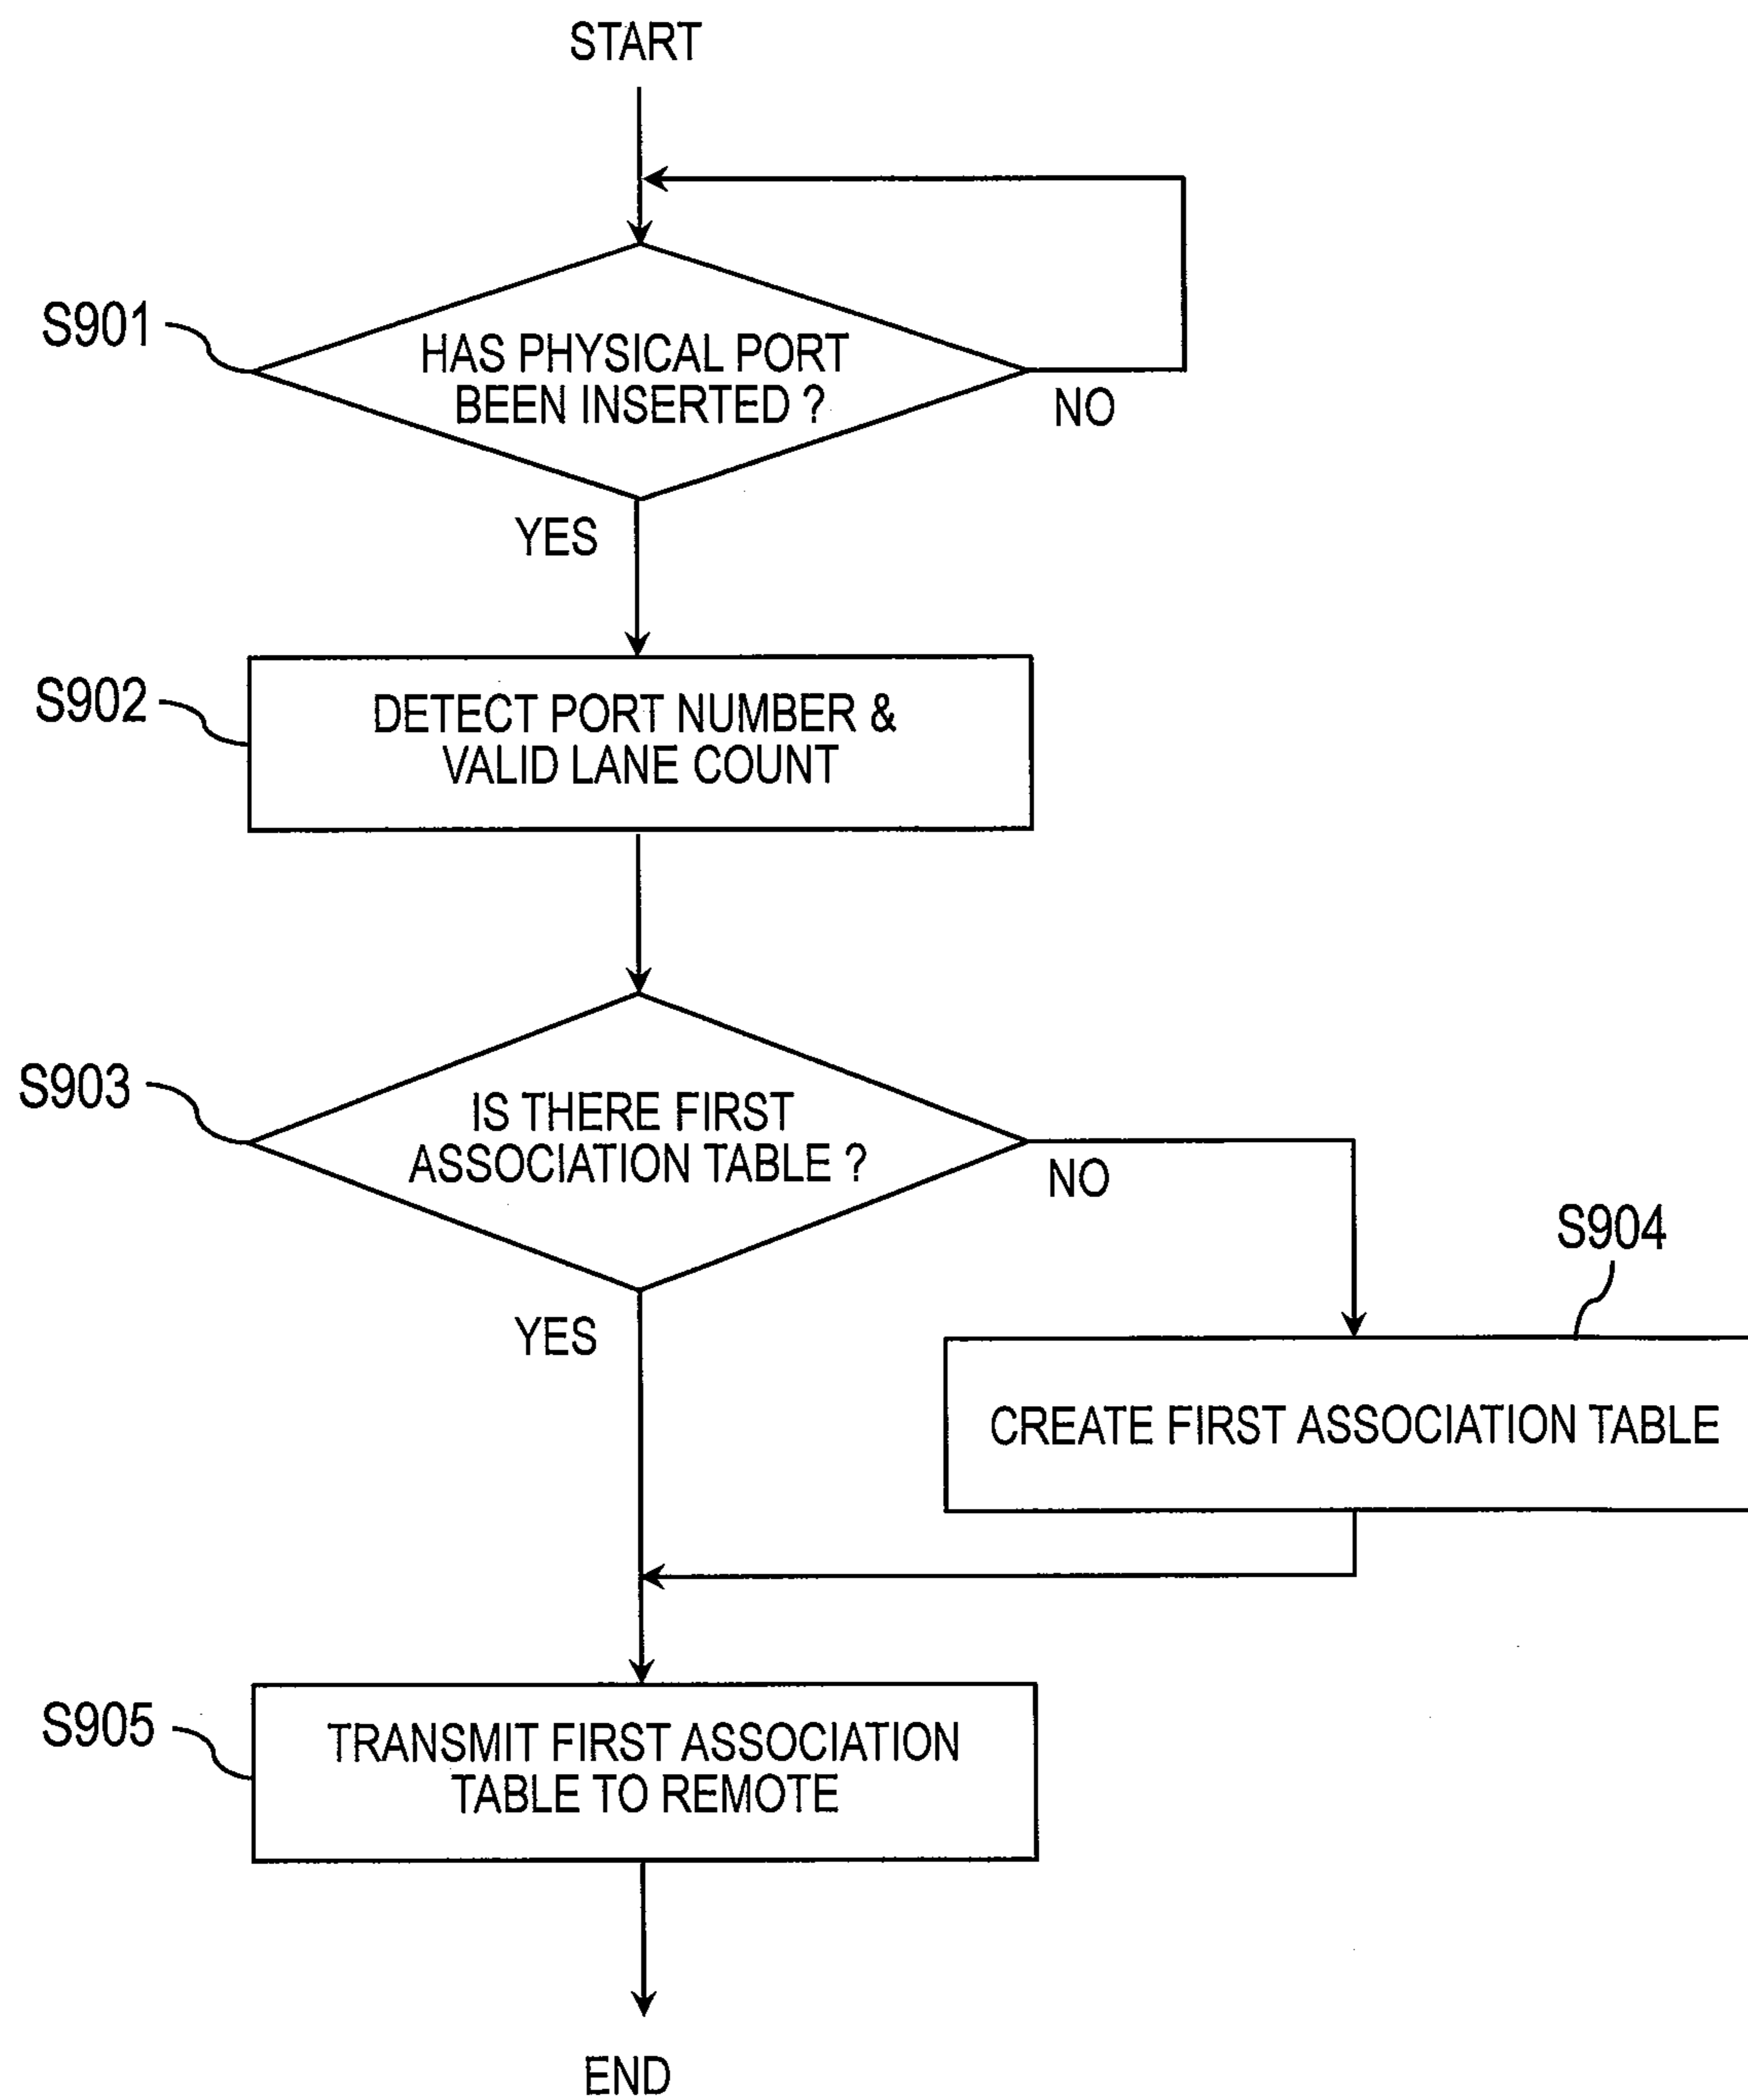 START
S901
HAS PHYSICAL PORT
BEEN INSERTED ?
NO
YES
S902
DETECT PORT NUMBER &
VALID LANE COUNT
S903
IS THERE FIRST
ASSOCIATION TABLE ?
NO
YES
S904
CREATE FIRST ASSOCIATION TABLE
S905
TRANSMIT FIRST ASSOCIATION
TABLE TO REMOTE
END